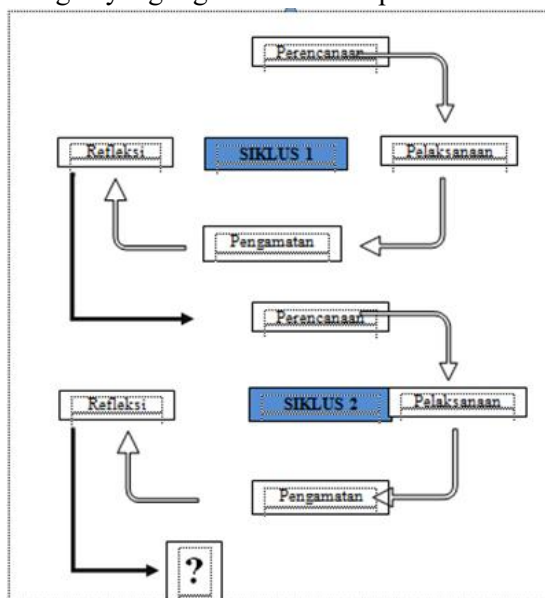 Perencanaan
Refleksi
SIKLUS 1
Pelaksanaan
Pengamatan
Perencanaan
Refleksi
SIKLUS 2
Pelaksanaan
Pengamatan
?